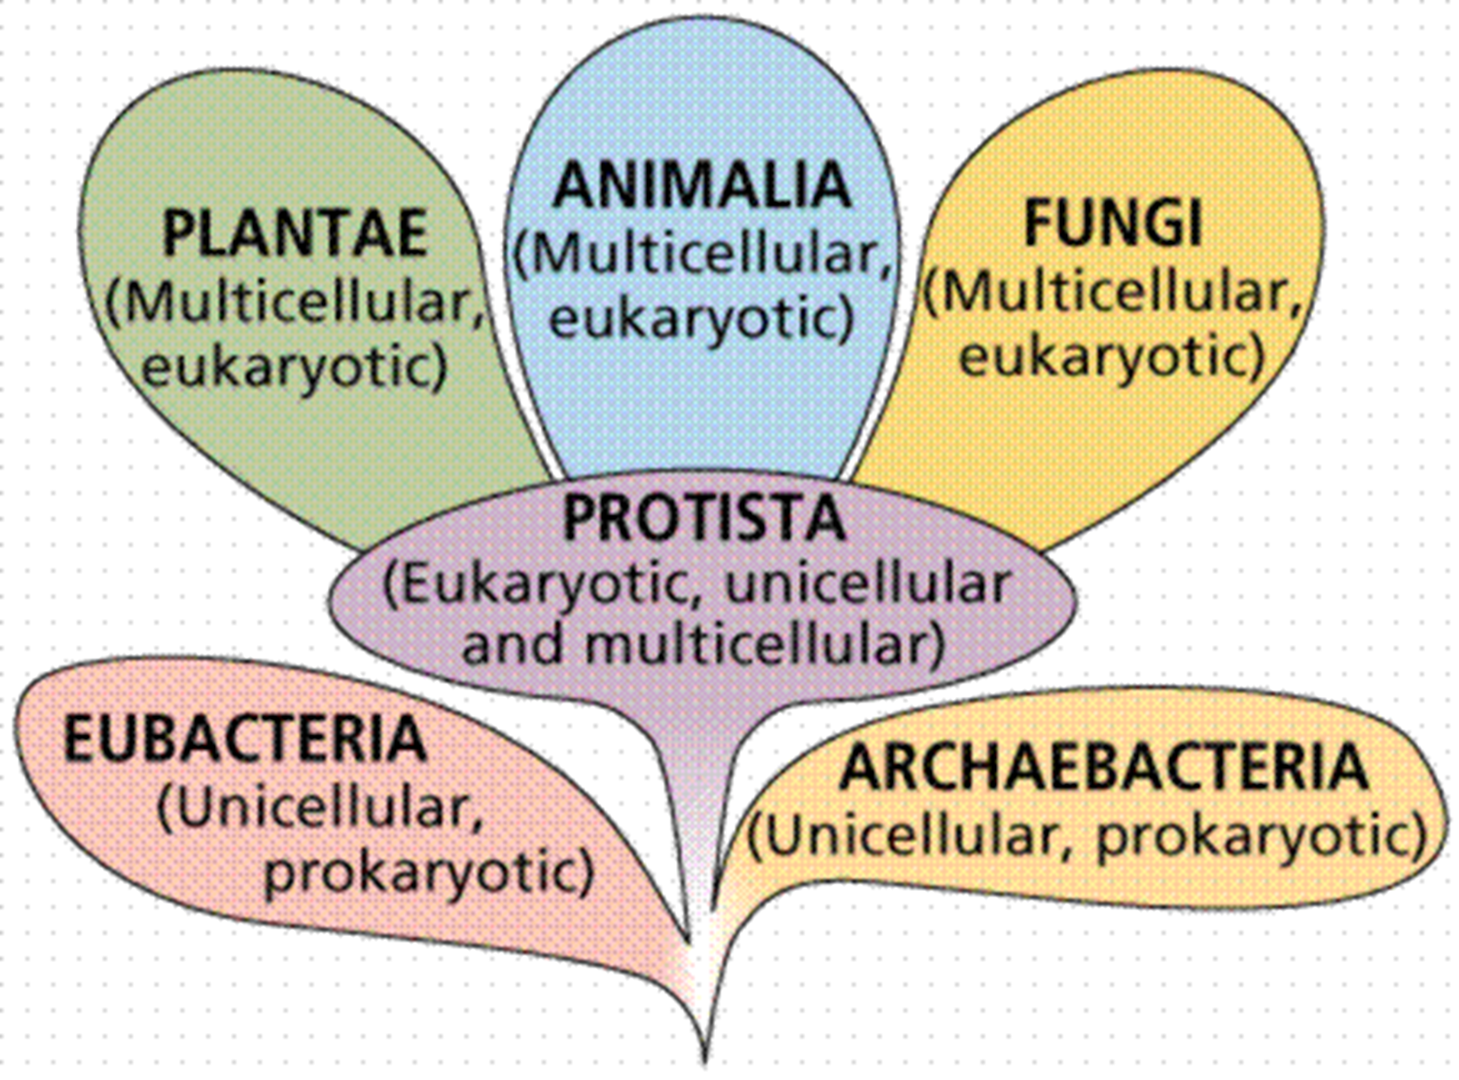 ANIMALIA
(Multicellular,
eukaryotic)
PLANTAE
(Multicellular,
eukaryotic)
FUNGI
(Multicellular,
eukaryotic)
PROTISTA
(Eukaryotic, unicellular
and multicellular)
EUBACTERIA
(Unicellular,
prokaryotic)
ARCHAEBACTERIA
(Unicellular, prokaryotic)